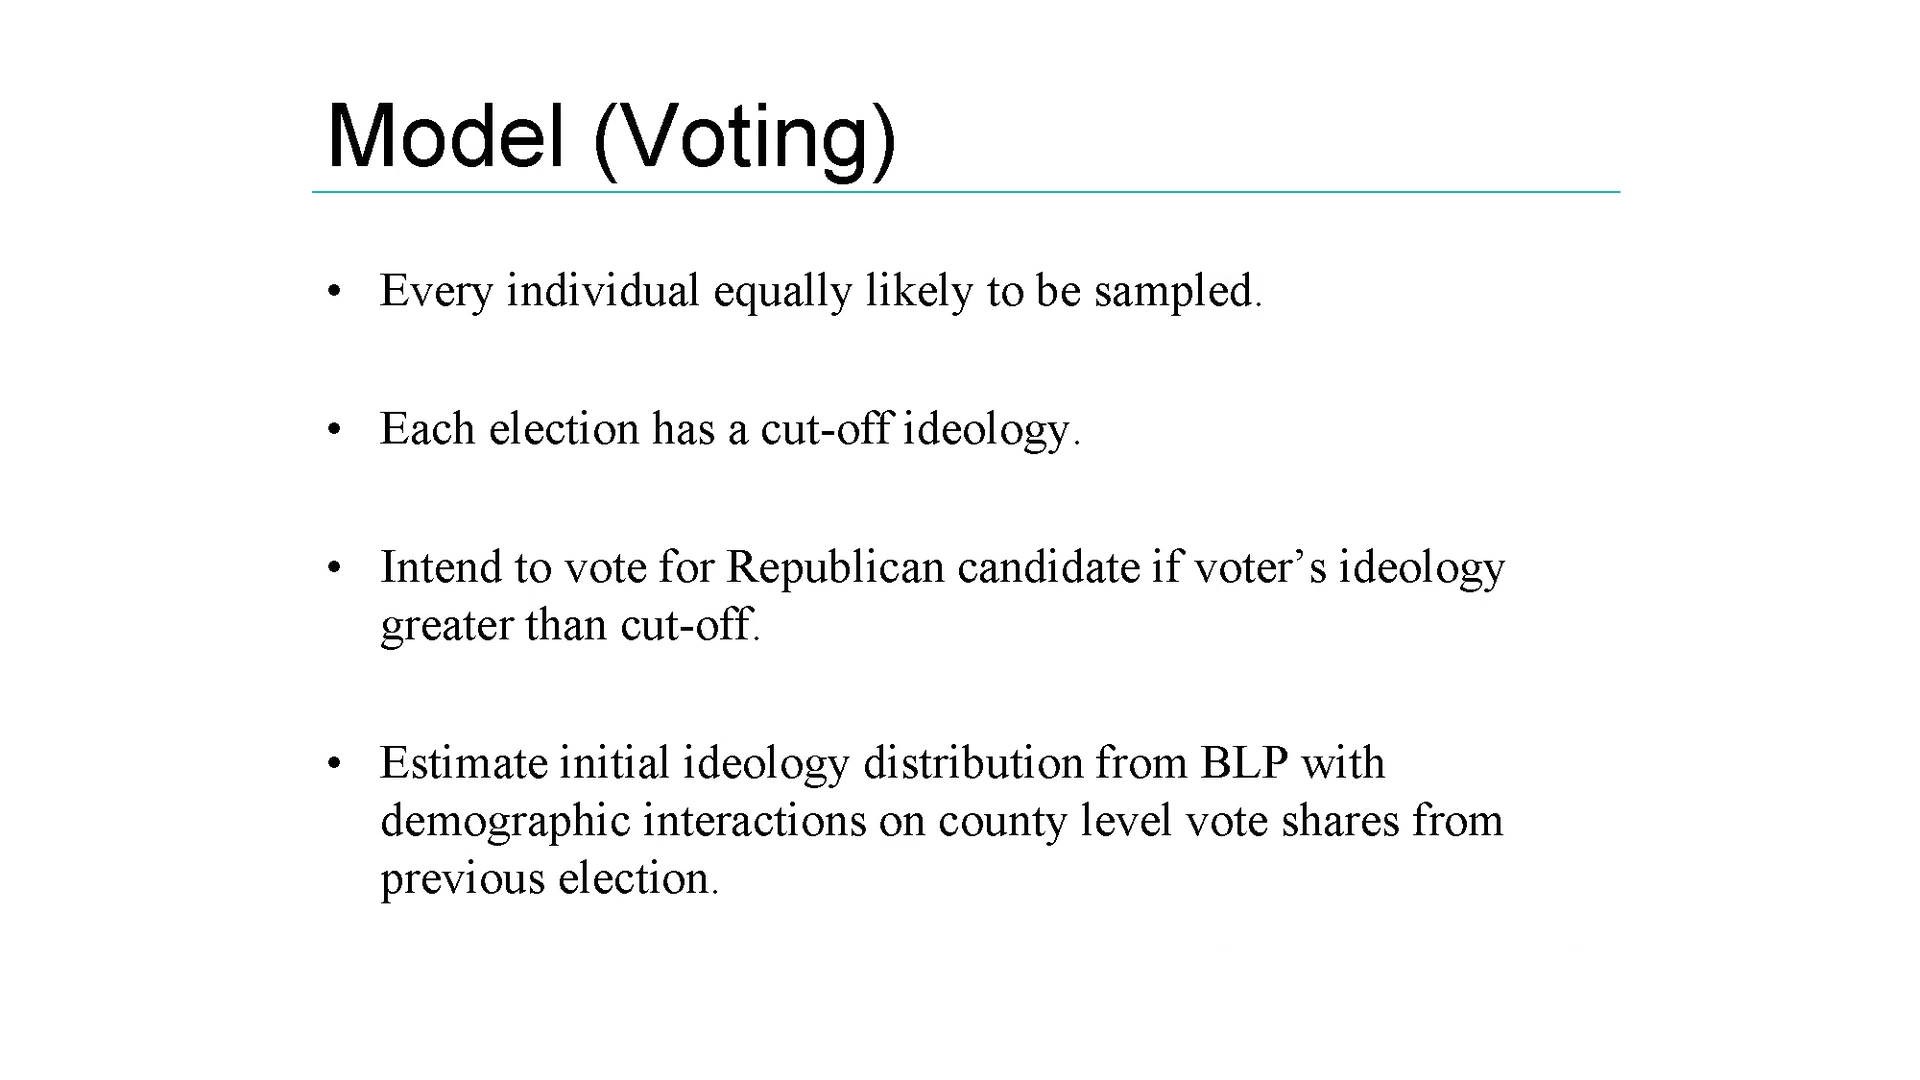 Model (Voting)
• Every individual equally likely to be sampled.
• Each election has a cut-off ideology.
• Intend to vote for Republican candidate if voter’s ideology
greater than cut-off.
• Estimate initial ideology distribution from BLP with
demographic interactions on county level vote shares from
previous election.